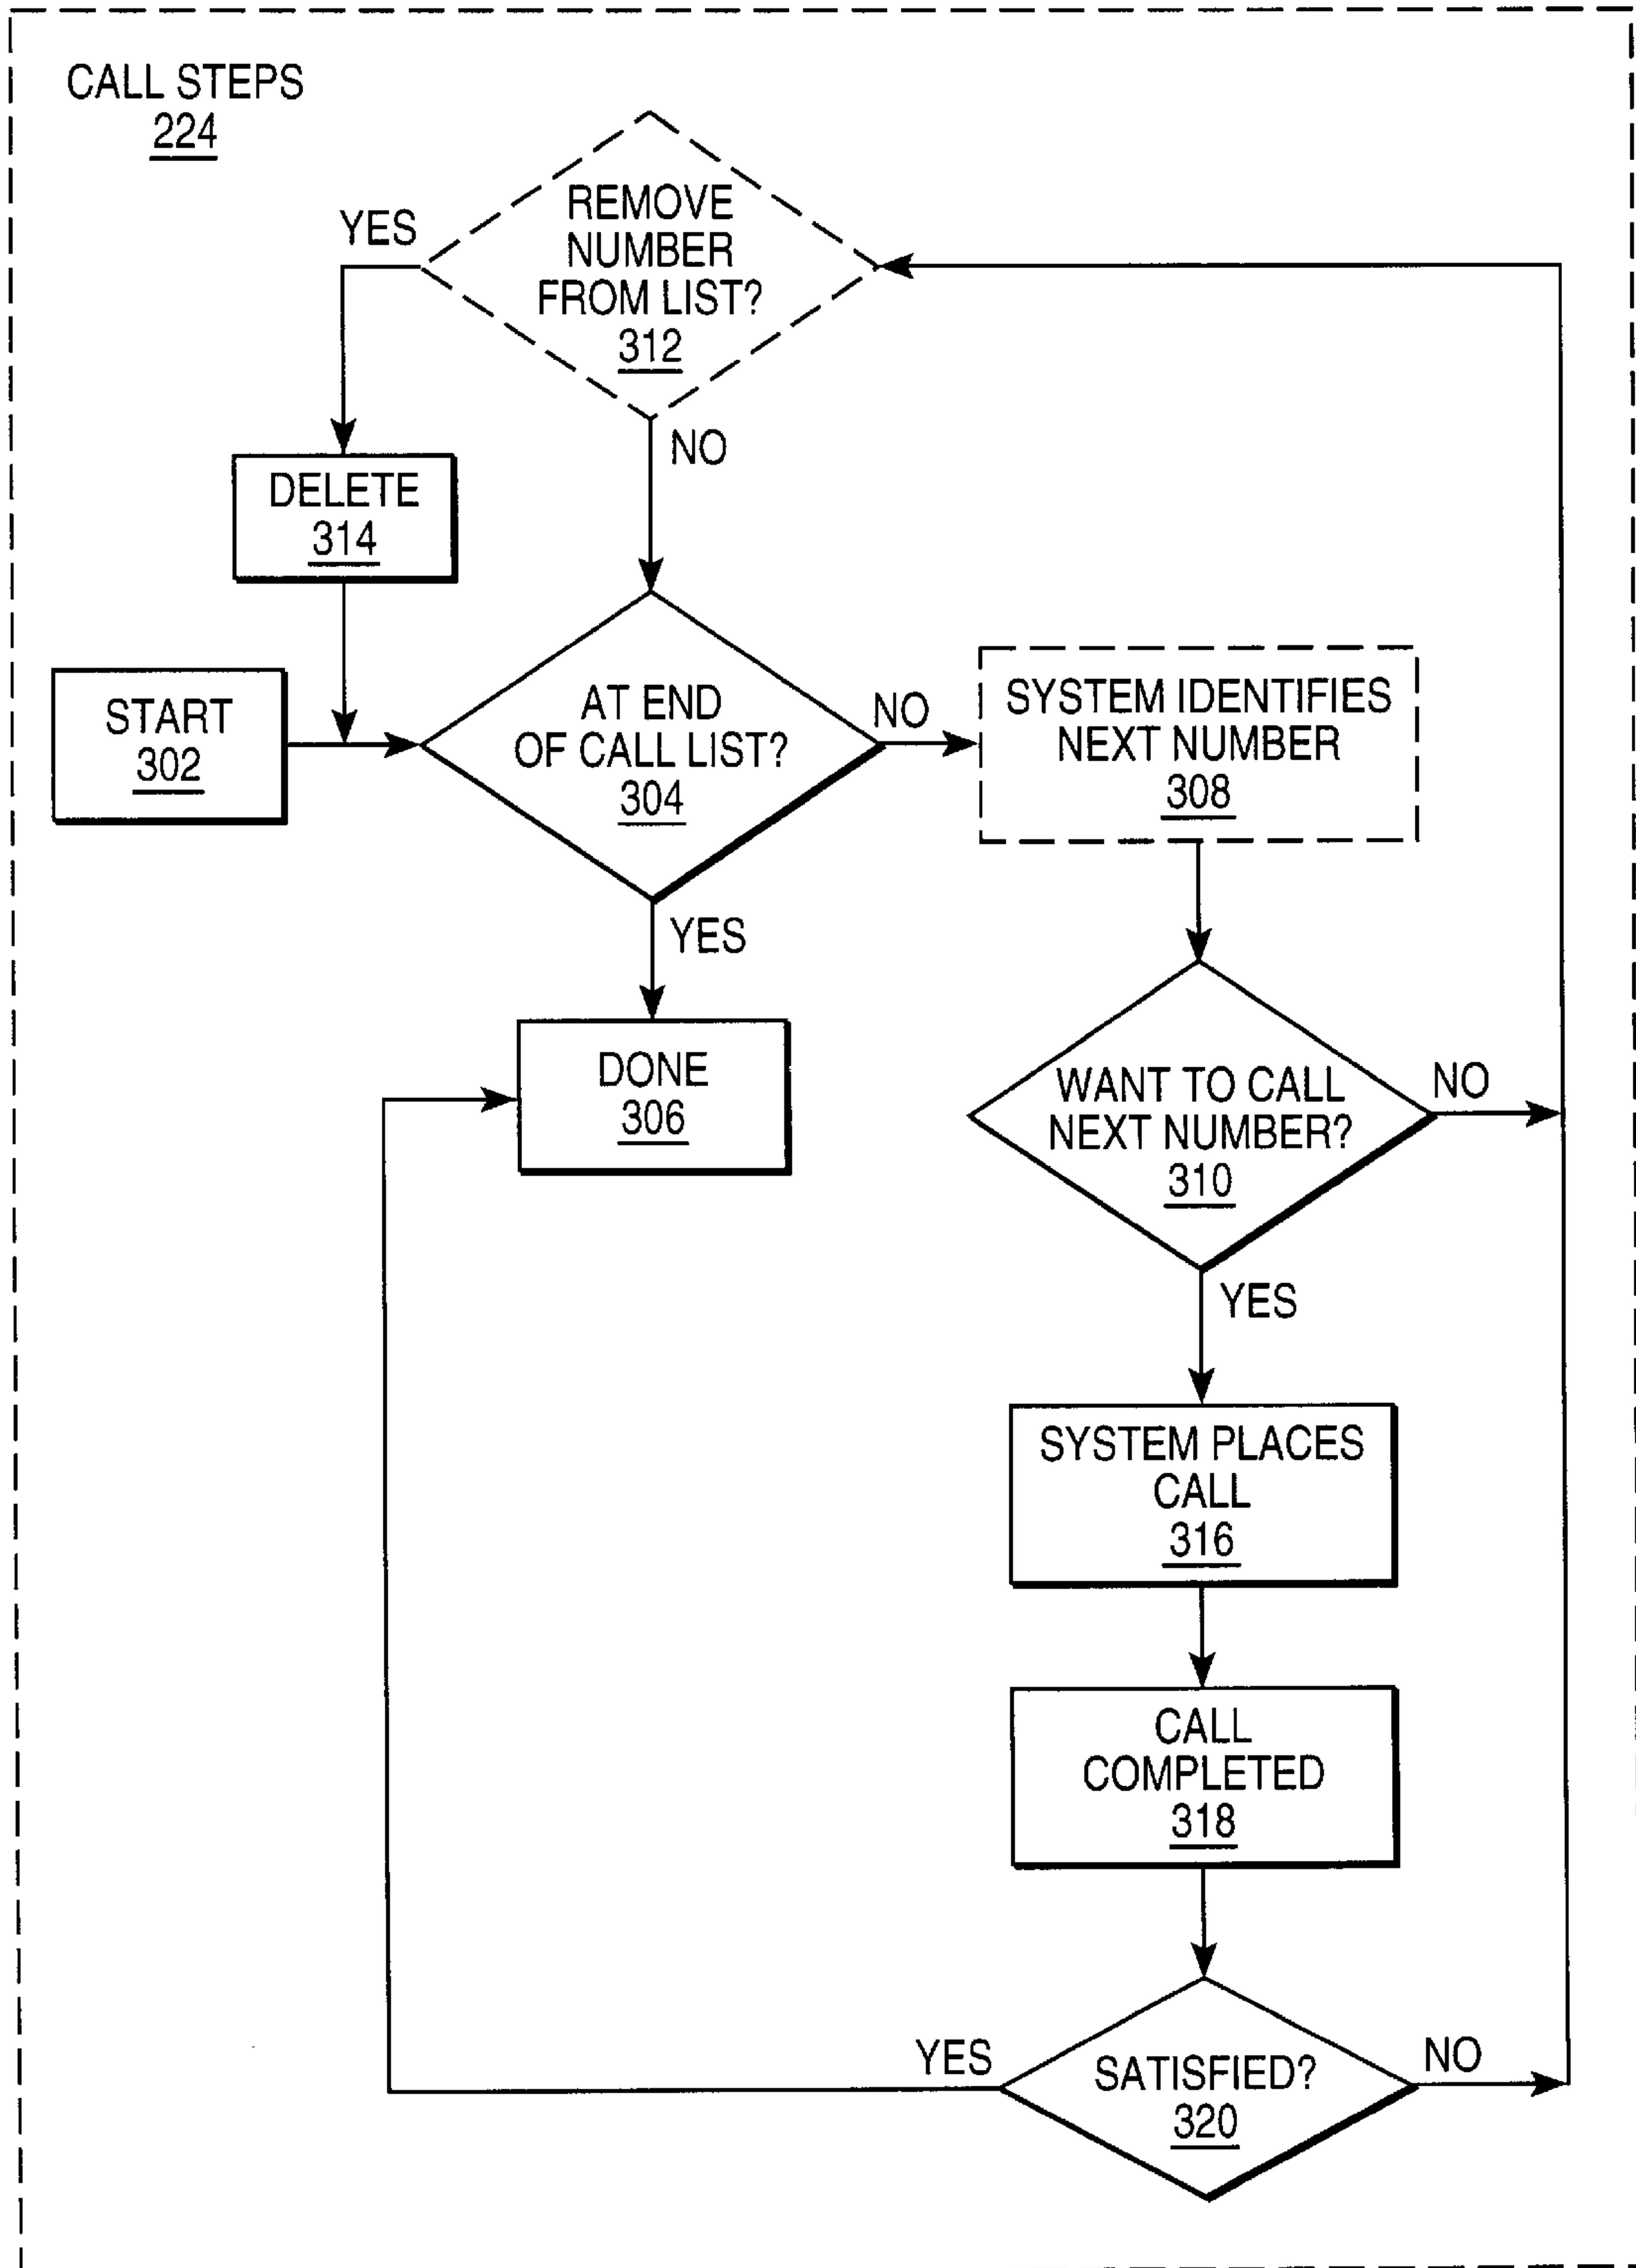 CALL STEPS
224
REMOVE
NUMBER
FROM LIST?
312
YES
NO
DELETE
314
START
302
AT END
OF CALL LIST?
304
NO
YES
SYSTEM IDENTIFIES
NEXT NUMBER
308
DONE
306
WANT TO CALL
NEXT NUMBER?
310
NO
YES
SYSTEM PLACES
CALL
316
CALL
COMPLETED
318
SATISFIED?
320
YES
NO